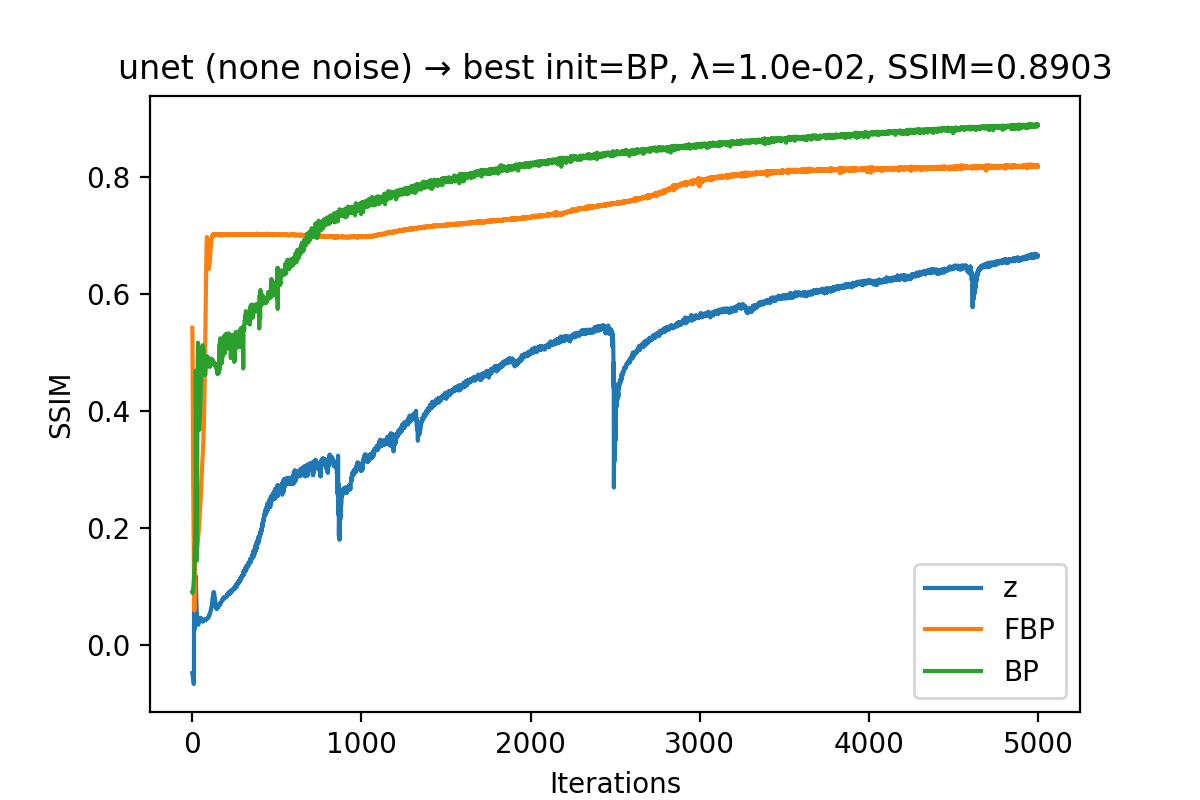 unet (none noise) → best init=BP, λ=1.0e-02, SSIM=0.8903
SSIM
0.8
0.6
0.4
0.2
0.0
z
FBP
BP
0 1000 2000 3000 4000 5000
Iterations